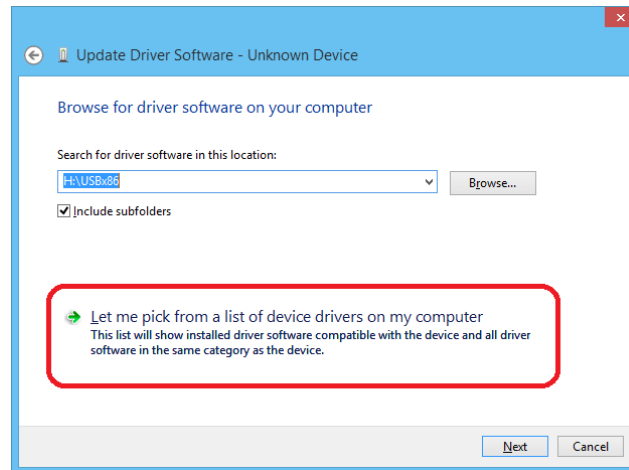 Update Driver Software - Unknown Device
Browse for driver software on your computer
Search for driver software in this location:
H:\USBx86
Browse...
Include subfolders
Let me pick from a list of device drivers on my computer
This list will show installed driver software compatible with the device and all driver
software in the same category as the device.
Next
Cancel